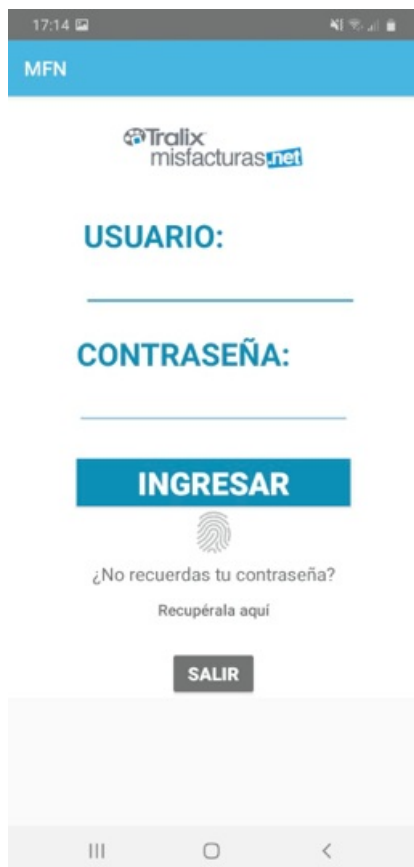 17:14
MFN
Tralix
misfacturas.net
USUARIO:
CONTRASEÑA:
INGRESAR
¿No recuerdas tu contraseña?
Recupérala aquí
SALIR